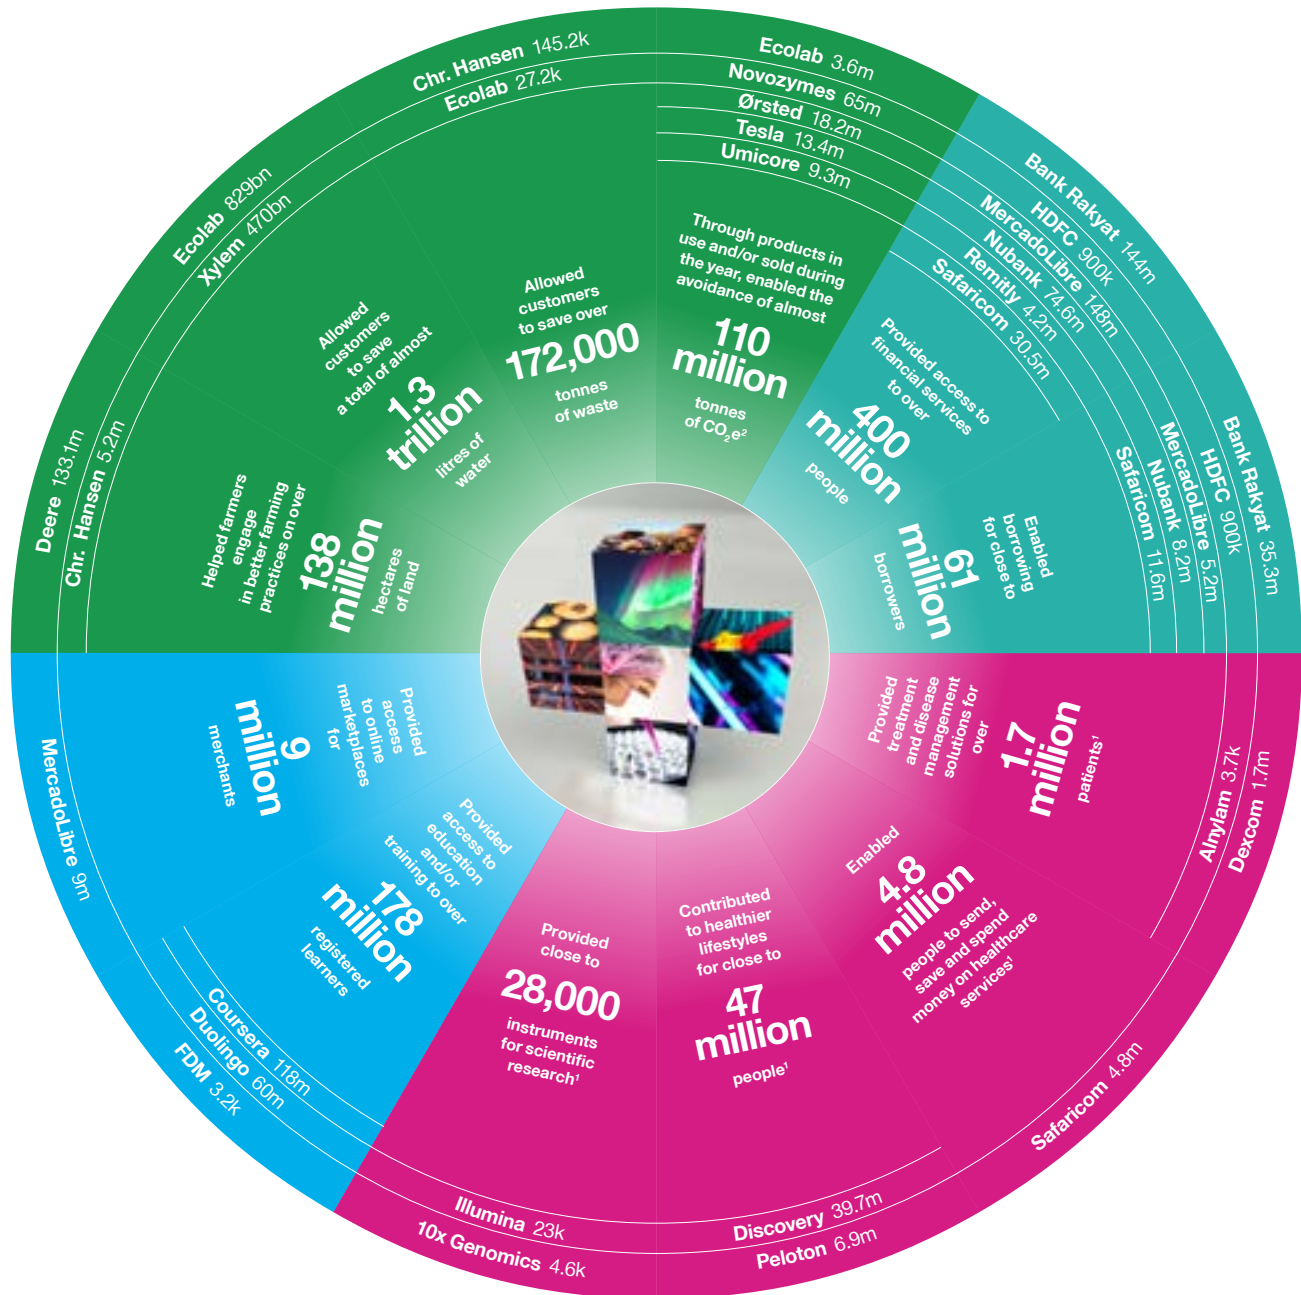 Ecolab 3.6m
Novozymes 65m
Ørsted 18.2m
Tesla 13.4m
Umicore 9.3m
Through products in
use and/or sold during
the year, enabled the
avoidance of almost
110
million
tonnes
of CO₂e²
Bank Rakyat 144m
HDFC 900k
MercadoLibre 148m
Nubank 74.6m
Remitly 4.2m
Safaricom 30.5m
Provided access to
financial services
to over
400
million
people
Bank Rakyat 35.3m
HDFC 900k
MercadoLibre 5.2m
Nubank 8.2m
Safaricom 11.6m
Enabled
borrowing
for close to
61
million
borrowers
Provided
treatment
and disease
management
solutions for
over
1.7
million
patients¹
Alnylam 3.7k
Dexcom 1.7m
Enabled
4.8
million
people to send,
save and spend
money on healthcare
services¹
Safaricom 4.8m
Contributed
to healthier
lifestyles
for close to
47
million
people¹
Discovery 39.7m
Peloton 6.9m
Provided
close to
28,000
instruments
for scientific
research¹
Illumina 23k
10x Genomics 4.6k
Provided
access to
education
and/or
training to over
178
million
registered
learners
Coursera 118m
Duolingo 60m
FDM 3.2k
Provided
access
to online
marketplaces
for
9
million
merchants
MercadoLibre 9m
Deere 133.1m
Chr. Hansen 5.2m
Helped farmers
engage
in better farming
practices on over
138
million
hectares
of land
Ecolab 829bn
Xylem 470bn
Allowed
customers
to save
a total of almost
1.3
trillion
litres of
water
Chr. Hansen 145.2k
Ecolab 27.2k
Allowed
customers
to save over
172,000
tonnes
of waste